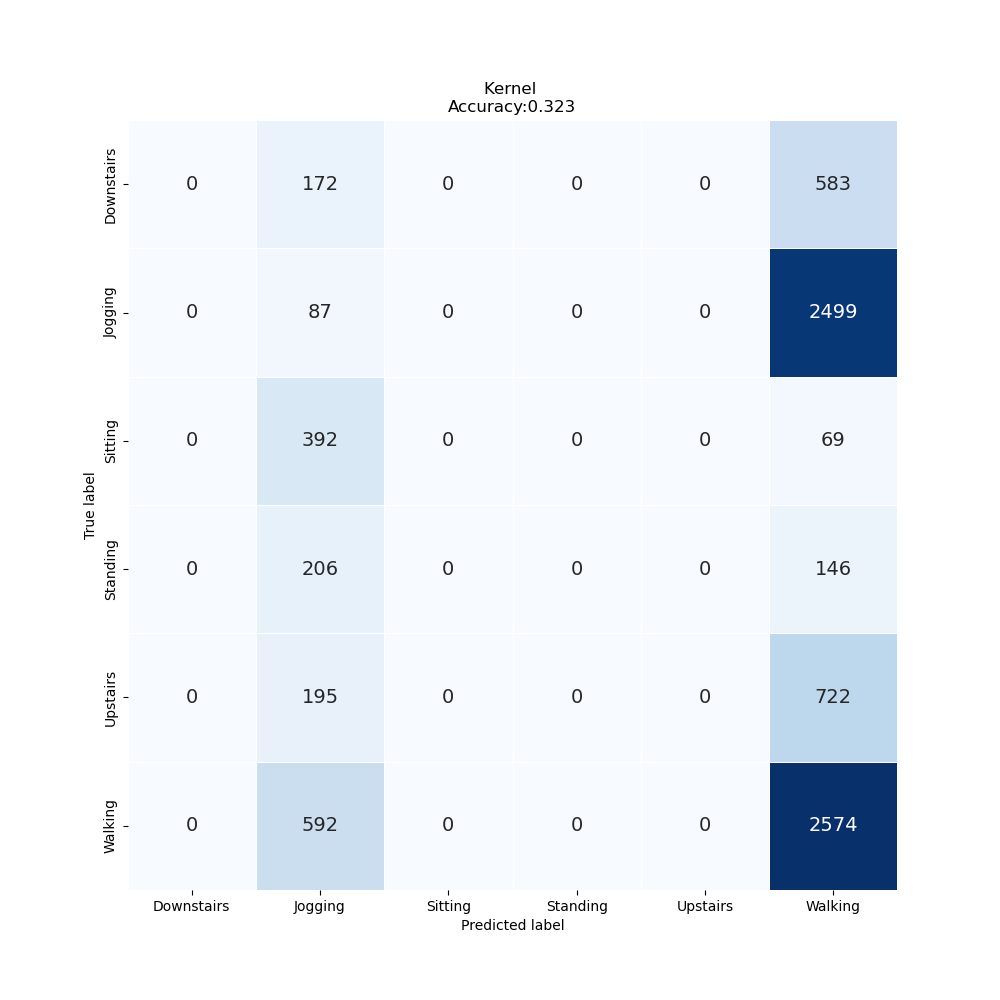 Kernel
Accuracy:0.323
Downstairs 0 172 0 0 0 583
Jogging 0 87 0 0 0 2499
Sitting 0 392 0 0 0 69
True label
Standing 0 206 0 0 0 146
Upstairs 0 195 0 0 0 722
Walking 0 592 0 0 0 2574
Downstairs Jogging Sitting Standing Upstairs Walking
Predicted label